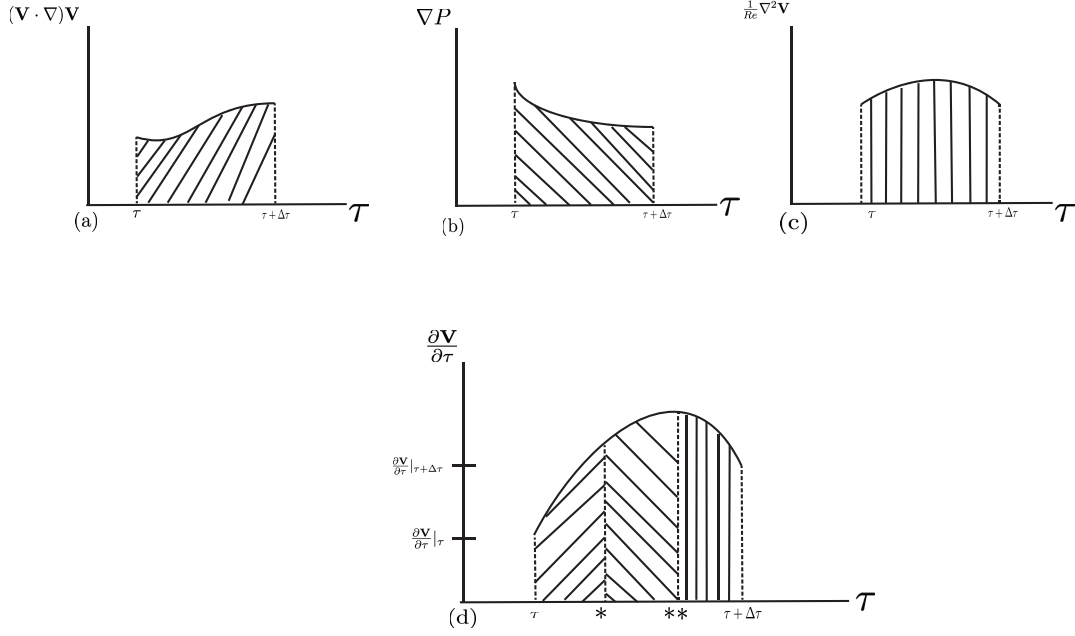 (𝐕 · ∇)𝐕
τ
τ + Δτ
τ
(a)
∇P
τ
τ + Δτ
τ
(b)
1/Re ∇²𝐕
τ
τ + Δτ
τ
(c)
∂𝐕/∂τ
∂𝐕/∂τ|τ+Δτ
∂𝐕/∂τ|τ
τ
*
**
τ + Δτ
τ
(d)